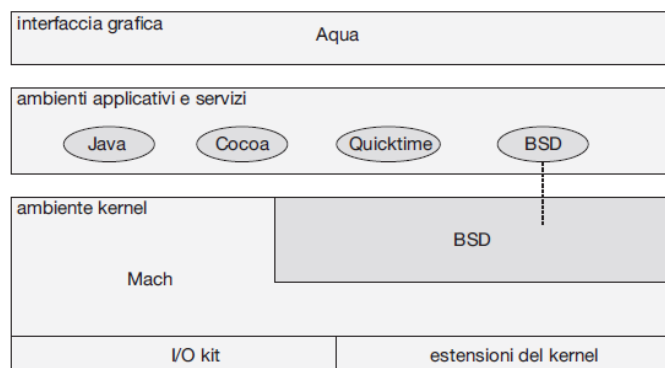 interfaccia grafica
Aqua
ambienti applicativi e servizi
Java
Cocoa
Quicktime
BSD
ambiente kernel
BSD
Mach
I/O kit
estensioni del kernel